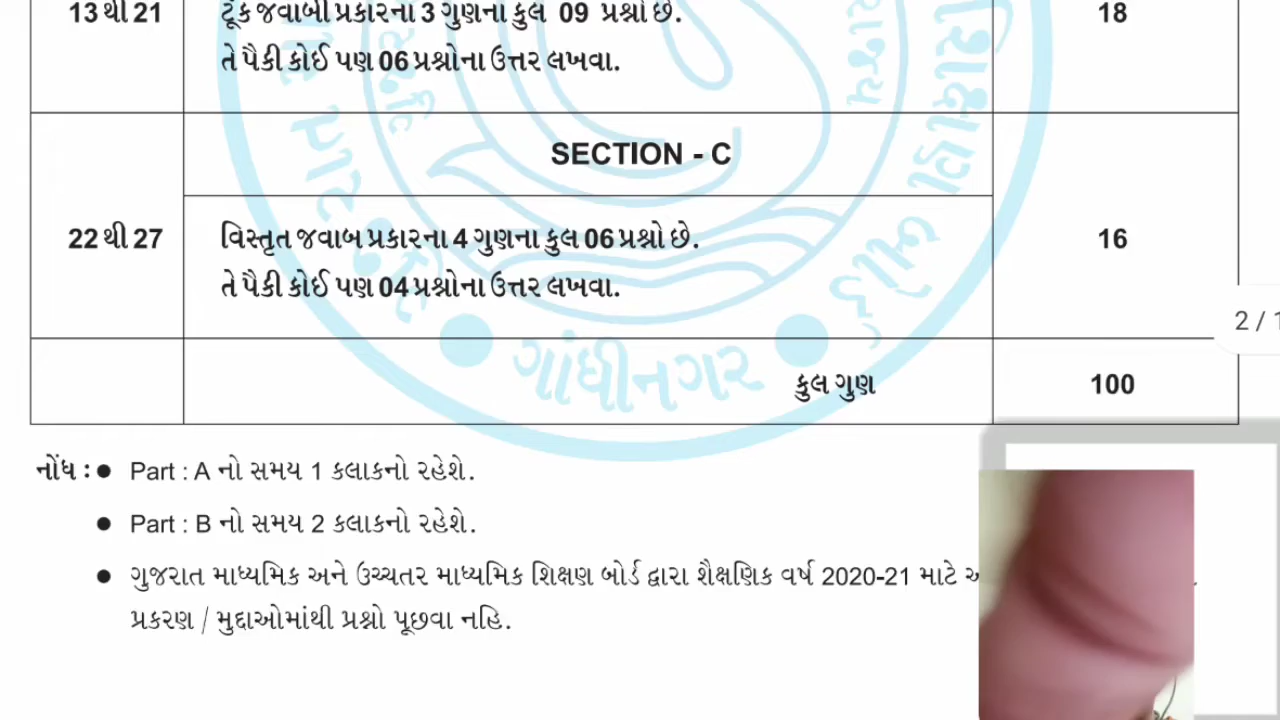 13 થી 21
ટૂંક જવાબી પ્રકારના 3 ગુણના કુલ 09 પ્રશ્નો છે.
તે પૈકી કોઈ પણ 06 પ્રશ્નોના ઉત્તર લખવા.
18
SECTION - C
22 થી 27
વિસ્તૃત જવાબ પ્રકારના 4 ગુણના કુલ 06 પ્રશ્નો છે.
તે પૈકી કોઈ પણ 04 પ્રશ્નોના ઉત્તર લખવા.
16
2 / 1
ગાંધીનગર
કુલ ગુણ
100
નોંધ : ● Part : A નો સમય 1 કલાકનો રહેશે.
● Part : B નો સમય 2 કલાકનો રહેશે.
● ગુજરાત માધ્યમિક અને ઉચ્ચતર માધ્યમિક શિક્ષણ બોર્ડ દ્વારા શૈક્ષણિક વર્ષ 2020-21 માટે
પ્રકરણ / મુદ્દાઓમાંથી પ્રશ્નો પૂછવા નહિ.